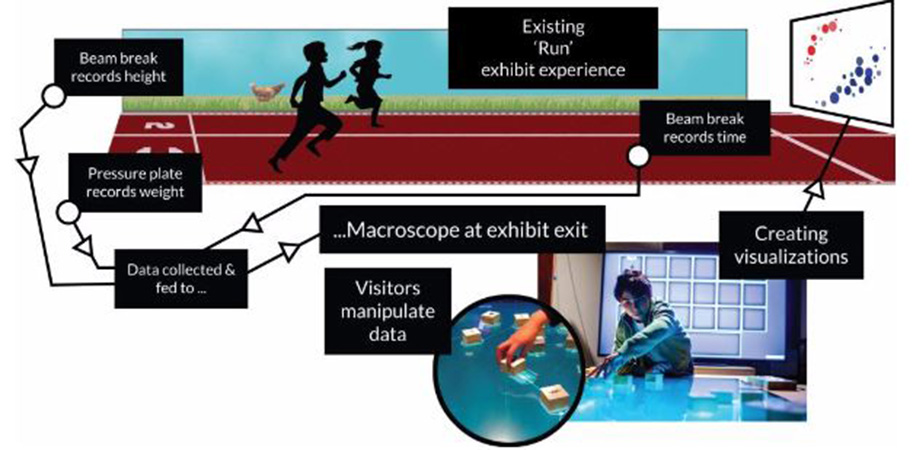 Existing
‘Run’
exhibit experience
Beam break
records height
Beam break
records time
Pressure plate
records weight
...Macroscope at exhibit exit
Creating
visualizations
Data collected &
fed to ...
Visitors
manipulate
data
2